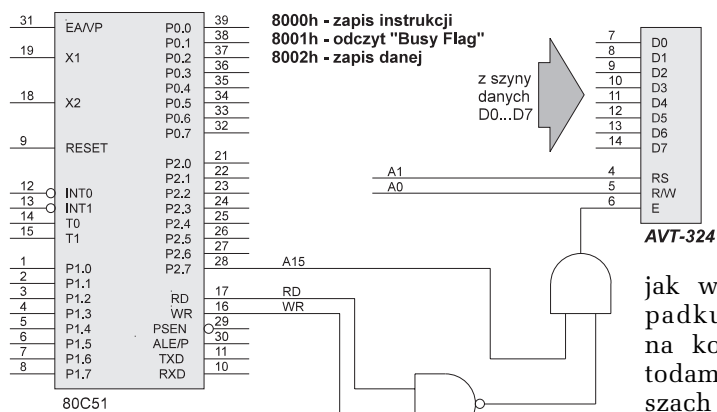 8000h - zapis instrukcji
8001h - odczyt "Busy Flag"
8002h - zapis danej
31 EA/VP
19 X1
18 X2
9 RESET
12 INT0
13 INT1
14 T0
15 T1
1 P1.0
2 P1.1
3 P1.2
4 P1.3
5 P1.4
6 P1.5
7 P1.6
8 P1.7
P0.0 39
P0.1 38
P0.2 37
P0.3 36
P0.4 35
P0.5 34
P0.6 33
P0.7 32
P2.0 21
P2.1 22
P2.2 23
P2.3 24
P2.4 25
P2.5 26
P2.6 27
P2.7 28 A15
RD 17 RD
WR 16 WR
PSEN 29
ALE/P 30
TXD 11
RXD 10
80C51
z szyny
danych
D0...D7
A1
A0
7 D0
8 D1
9 D2
10 D3
11 D4
12 D5
13 D6
14 D7
4 RS
5 R/W
6 E
AVT-324
jak w
padku
na ko
todam
szach